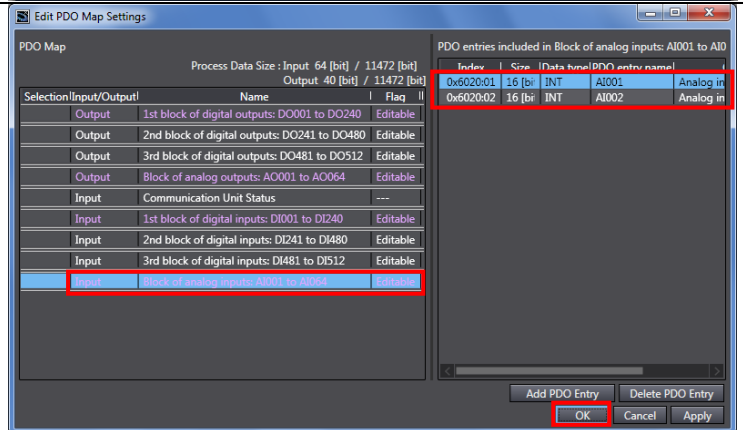 Edit PDO Map Settings
PDO Map
Process Data Size : Input 64 [bit] / 11472 [bit]
Output 40 [bit] / 11472 [bit]
Selection Input/Output Name Flag
Output 1st block of digital outputs: DO001 to DO240 Editable
Output 2nd block of digital outputs: DO241 to DO480 Editable
Output 3rd block of digital outputs: DO481 to DO512 Editable
Output Block of analog outputs: AO001 to AO064 Editable
Input Communication Unit Status ---
Input 1st block of digital inputs: DI001 to DI240 Editable
Input 2nd block of digital inputs: DI241 to DI480 Editable
Input 3rd block of digital inputs: DI481 to DI512 Editable
Input Block of analog inputs: AI001 to AI064 Editable
PDO entries included in Block of analog inputs: AI001 to AI0
Index Size Data type PDO entry name
0x6020:01 16 [bi INT AI001 Analog in
0x6020:02 16 [bi INT AI002 Analog in
Add PDO Entry Delete PDO Entry
OK Cancel Apply